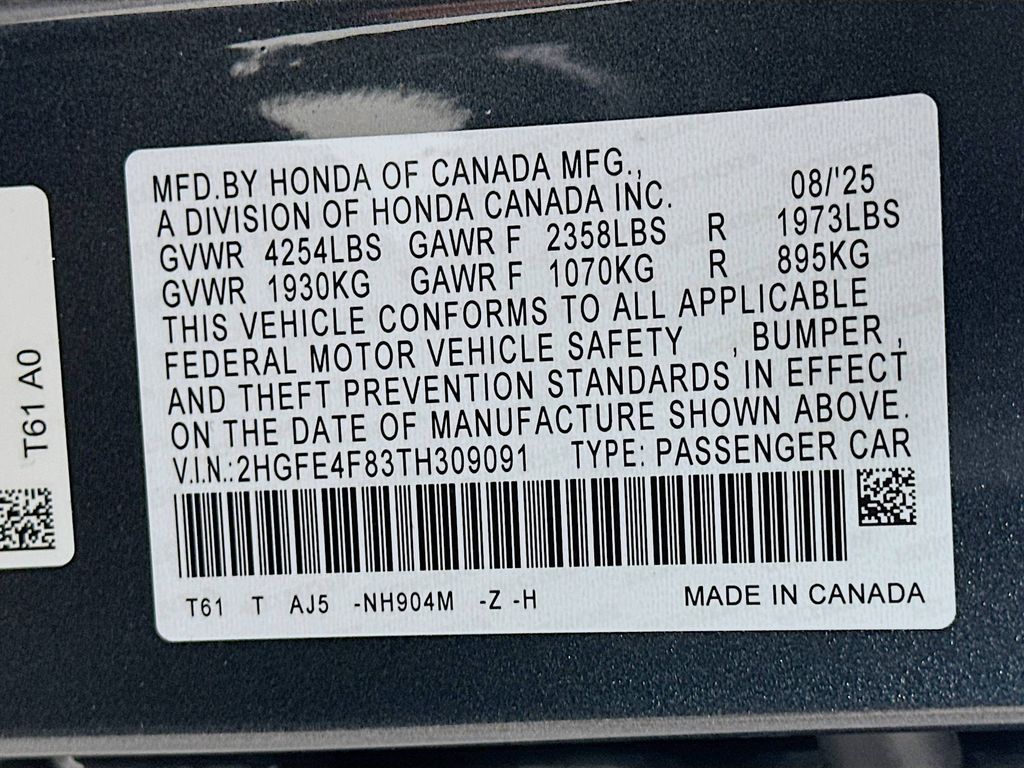 MFD.BY HONDA OF CANADA MFG.,
A DIVISION OF HONDA CANADA INC. 08/'25
GVWR 4254LBS GAWR F 2358LBS R 1973LBS
GVWR 1930KG GAWR F 1070KG R 895KG
THIS VEHICLE CONFORMS TO ALL APPLICABLE
FEDERAL MOTOR VEHICLE SAFETY , BUMPER ,
AND THEFT PREVENTION STANDARDS IN EFFECT
ON THE DATE OF MANUFACTURE SHOWN ABOVE.
V.I.N.:2HGFE4F83TH309091 TYPE: PASSENGER CAR
T61 T AJ5 -NH904M -Z -H MADE IN CANADA
T61 A0